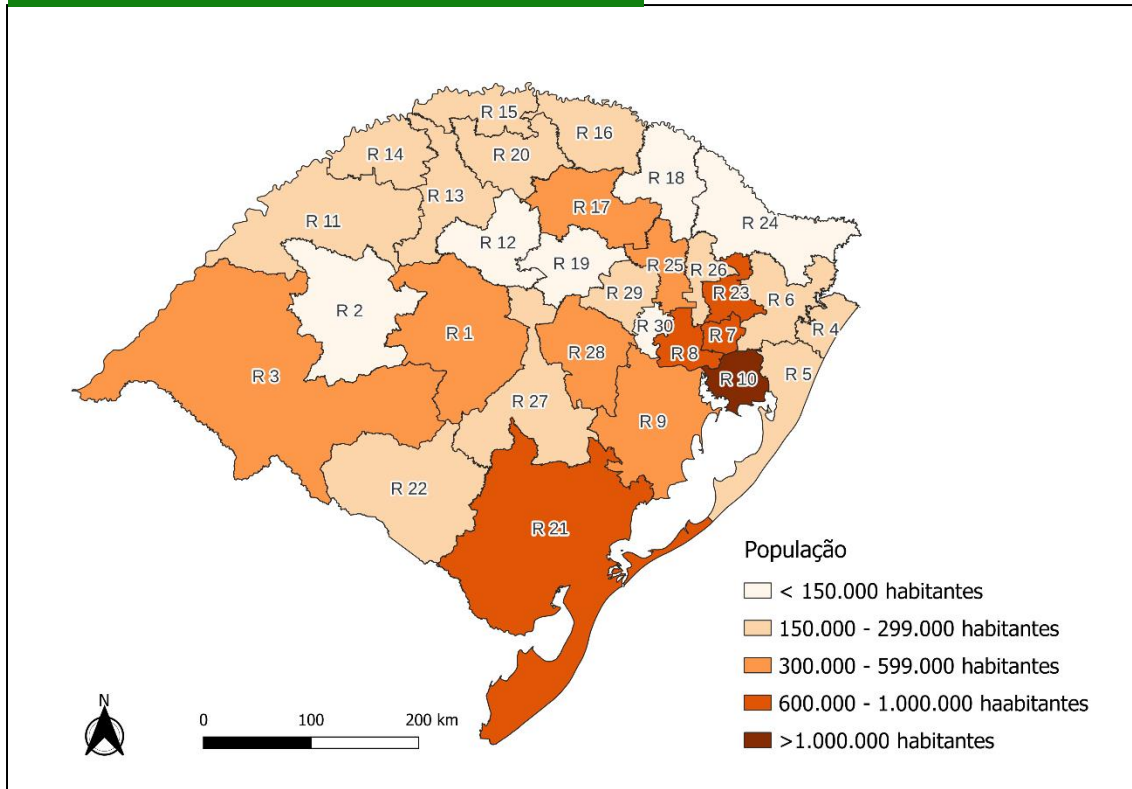 R 15
R 16
R 14
R 20
R 18
R 13
R 17
R 11
R 24
R 12
R 19
R 25
R 26
R 29
R 23
R 6
R 2
R 30
R 4
R 1
R 7
R 28
R 8
R 3
R 10
R 5
R 27
R 9
R 22
R 21
População
< 150.000 habitantes
150.000 - 299.000 habitantes
300.000 - 599.000 habitantes
600.000 - 1.000.000 haabitantes
>1.000.000 habitantes
N
0 100 200 km